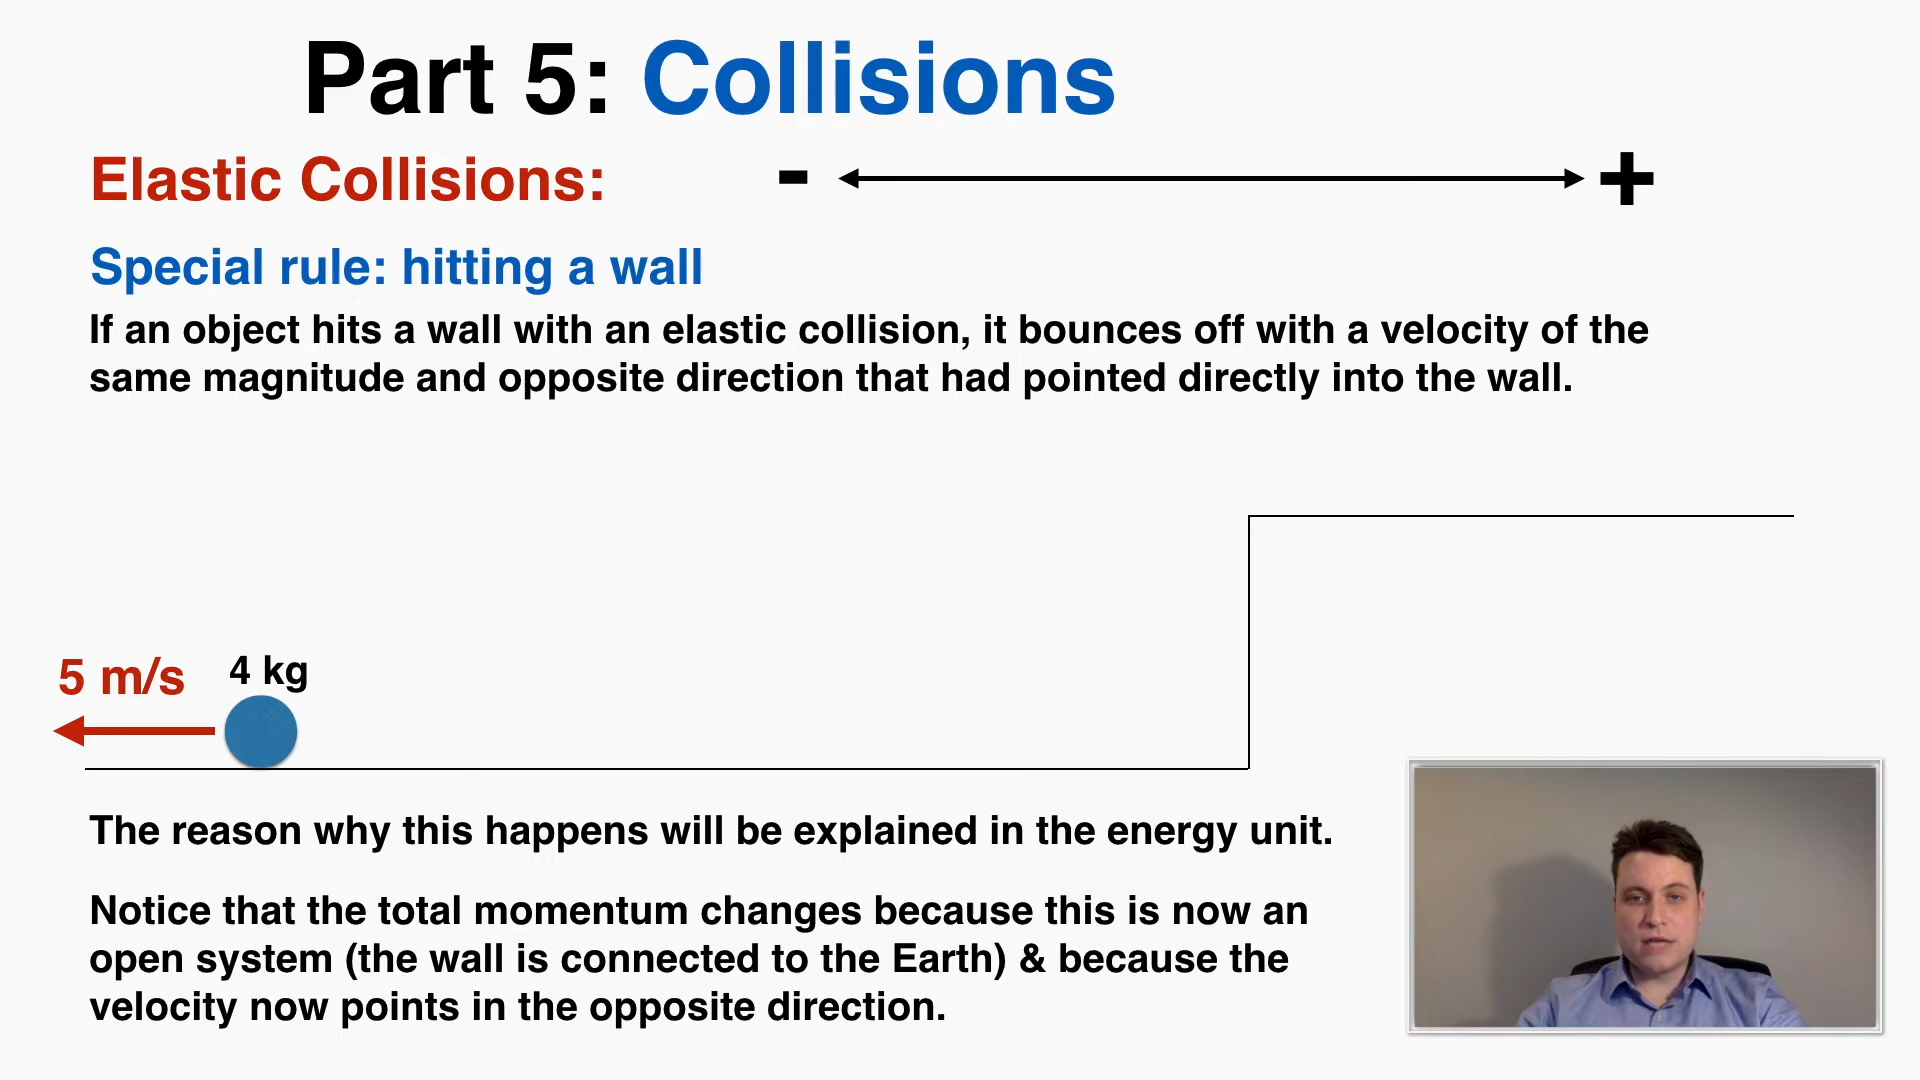 Part 5: Collisions
Elastic Collisions:
- +
Special rule: hitting a wall
If an object hits a wall with an elastic collision, it bounces off with a velocity of the
same magnitude and opposite direction that had pointed directly into the wall.
5 m/s 4 kg
The reason why this happens will be explained in the energy unit.
Notice that the total momentum changes because this is now an
open system (the wall is connected to the Earth) & because the
velocity now points in the opposite direction.